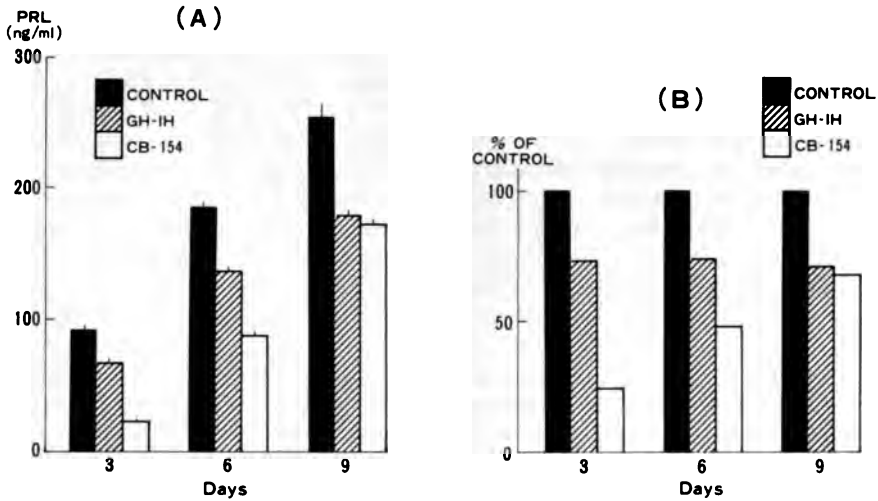 PRL
(ng/ml)
(A)
300
200
100
0
CONTROL
GH-IH
CB-154
3 6 9
Days
(B)
CONTROL
GH-IH
CB-154
% OF
CONTROL
100
50
0
3 6 9
Days